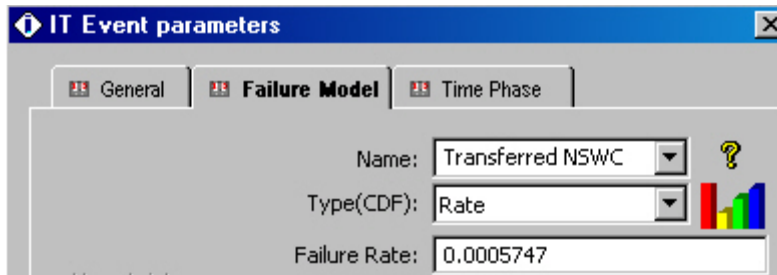 IT Event parameters
General Failure Model Time Phase
Name: Transferred NSWC
Type(CDF): Rate
Failure Rate: 0.0005747